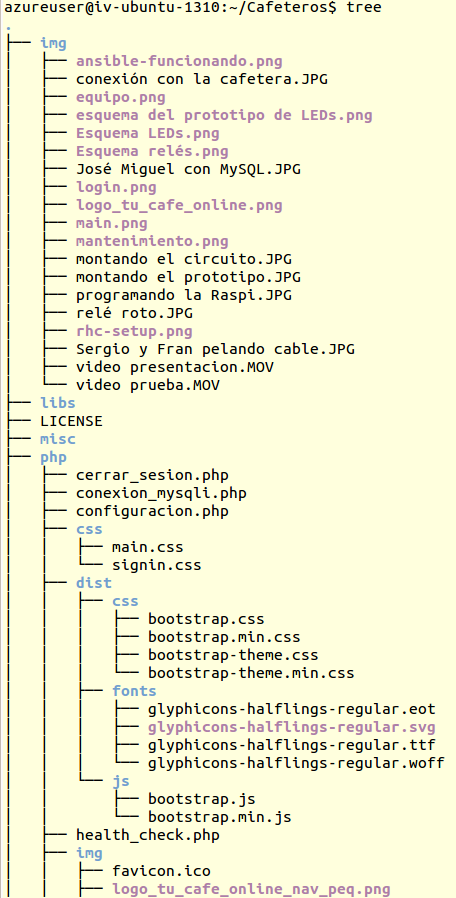 azureuser@iv-ubuntu-1310:~/Cafeteros$ tree
.
├── img
│   ├── ansible-funcionando.png
│   ├── conexión con la cafetera.JPG
│   ├── equipo.png
│   ├── esquema del prototipo de LEDs.png
│   ├── Esquema LEDs.png
│   ├── Esquema relés.png
│   ├── José Miguel con MySQL.JPG
│   ├── login.png
│   ├── logo_tu_cafe_online.png
│   ├── main.png
│   ├── mantenimiento.png
│   ├── montando el circuito.JPG
│   ├── montando el prototipo.JPG
│   ├── programando la Raspi.JPG
│   ├── relé roto.JPG
│   ├── rhc-setup.png
│   ├── Sergio y Fran pelando cable.JPG
│   ├── video presentacion.MOV
│   └── video prueba.MOV
├── libs
├── LICENSE
├── misc
├── php
│   ├── cerrar_sesion.php
│   ├── conexion_mysqli.php
│   ├── configuracion.php
│   ├── css
│   │   ├── main.css
│   │   └── signin.css
│   ├── dist
│   │   ├── css
│   │   │   ├── bootstrap.css
│   │   │   ├── bootstrap.min.css
│   │   │   ├── bootstrap-theme.css
│   │   │   └── bootstrap-theme.min.css
│   │   ├── fonts
│   │   │   ├── glyphicons-halflings-regular.eot
│   │   │   ├── glyphicons-halflings-regular.svg
│   │   │   ├── glyphicons-halflings-regular.ttf
│   │   │   └── glyphicons-halflings-regular.woff
│   │   └── js
│   │       ├── bootstrap.js
│   │       └── bootstrap.min.js
│   ├── health_check.php
│   ├── img
│   │   ├── favicon.ico
│   │   ├── logo_tu_cafe_online_nav_peq.png